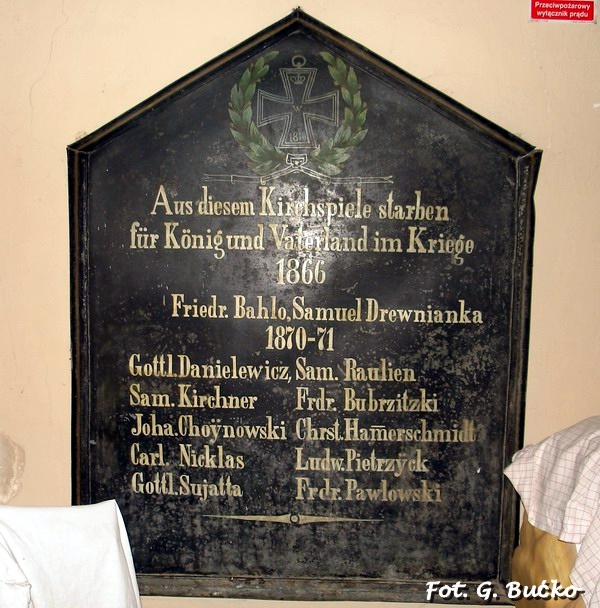 Przeciwpożarowy
wyłącznik prądu
W
1870
Aus diesem Kirchspiele starben
für König und Vaterland im Kriege
1866
Friedr. Bahlo, Samuel Drewnianka
1870-71
Gottl. Danielewicz, Sam. Raulien
Sam. Kirchner Frdr. Bubrzitzki
Joha. Choÿnowski Chrst. Hamerschmidt
Carl. Nicklas Ludw. Pietrzÿck
Gottl. Sujatta Frdr. Pawlowski
Fot. G. Bućko